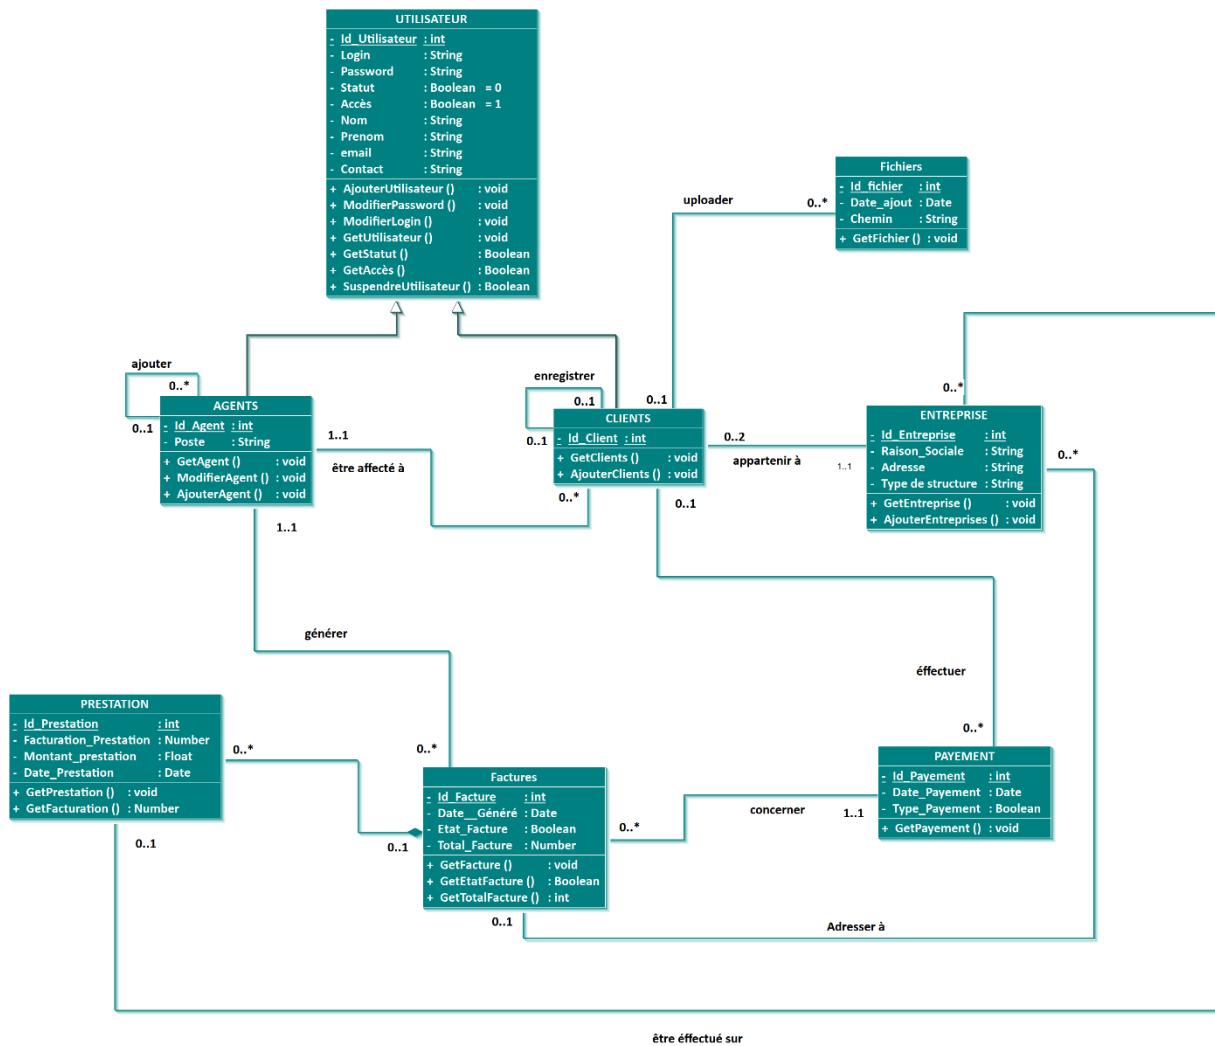 UTILISATEUR
- Id_Utilisateur : int
- Login : String
- Password : String
- Statut : Boolean = 0
- Accès : Boolean = 1
- Nom : String
- Prenom : String
- email : String
- Contact : String
+ AjouterUtilisateur () : void
+ ModifierPassword () : void
+ ModifierLogin () : void
+ GetUtilisateur () : void
+ GetStatut () : Boolean
+ GetAccès () : Boolean
+ SuspendreUtilisateur () : Boolean
Fichiers
- Id_fichier : int
- Date_ajout : Date
- Chemin : String
+ GetFichier () : void
uploader
0..*
ajouter
0..*
0..1
AGENTS
- Id_Agent : int
- Poste : String
+ GetAgent () : void
+ ModifierAgent () : void
+ AjouterAgent () : void
1..1
être affecté à
0..*
1..1
enregistrer
0..1
0..1
0..1
CLIENTS
- Id_Client : int
+ GetClients () : void
+ AjouterClients () : void
0..2
appartenir à
1..1
0..1
0..*
ENTREPRISE
- Id_Entreprise : int
- Raison_Sociale : String
- Adresse : String
- Type de structure : String
+ GetEntreprise () : void
+ AjouterEntreprises () : void
0..*
générer
éffectuer
PRESTATION
- Id_Prestation : int
- Facturation_Prestation : Number
- Montant_prestation : Float
- Date_Prestation : Date
+ GetPrestation () : void
+ GetFacturation () : Number
0..*
0..1
0..1
0..*
Factures
- Id_Facture : int
- Date__Généré : Date
- Etat_Facture : Boolean
- Total_Facture : Number
+ GetFacture () : void
+ GetEtatFacture () : Boolean
+ GetTotalFacture () : int
0..*
concerner
1..1
0..*
PAYEMENT
- Id_Payement : int
- Date_Payement : Date
- Type_Payement : Boolean
+ GetPayement () : void
0..1
Adresser à
être éffectué sur